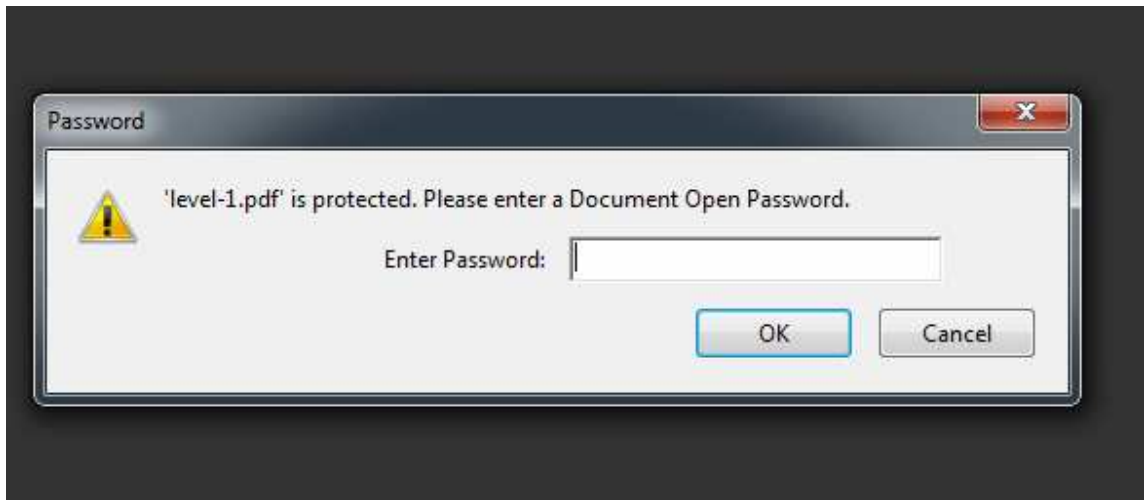 Password
'level-1.pdf' is protected. Please enter a Document Open Password.
Enter Password:
OK
Cancel